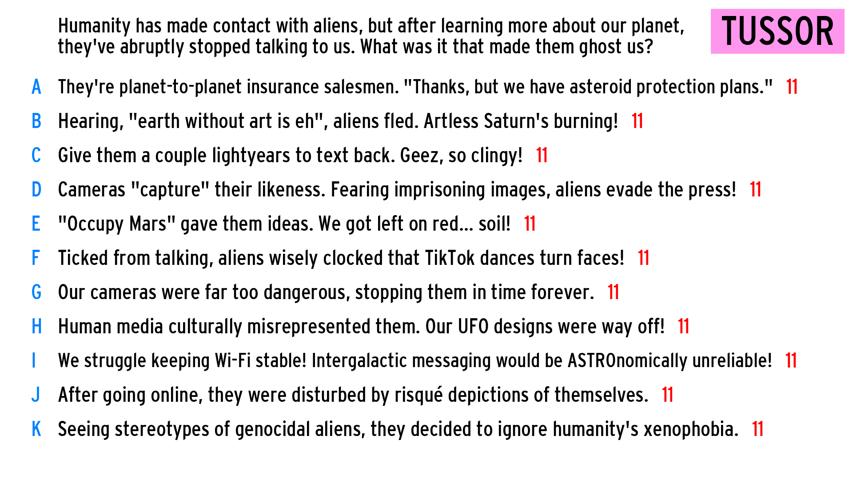 Humanity has made contact with aliens, but after learning more about our planet,
they've abruptly stopped talking to us. What was it that made them ghost us?
TUSSOR
A They're planet-to-planet insurance salesmen. "Thanks, but we have asteroid protection plans." 11
B Hearing, "earth without art is eh", aliens fled. Artless Saturn's burning! 11
C Give them a couple lightyears to text back. Geez, so clingy! 11
D Cameras "capture" their likeness. Fearing imprisoning images, aliens evade the press! 11
E "Occupy Mars" gave them ideas. We got left on red... soil! 11
F Ticked from talking, aliens wisely clocked that TikTok dances turn faces! 11
G Our cameras were far too dangerous, stopping them in time forever. 11
H Human media culturally misrepresented them. Our UFO designs were way off! 11
I We struggle keeping Wi-Fi stable! Intergalactic messaging would be ASTROnomically unreliable! 11
J After going online, they were disturbed by risqué depictions of themselves. 11
K Seeing stereotypes of genocidal aliens, they decided to ignore humanity's xenophobia. 11